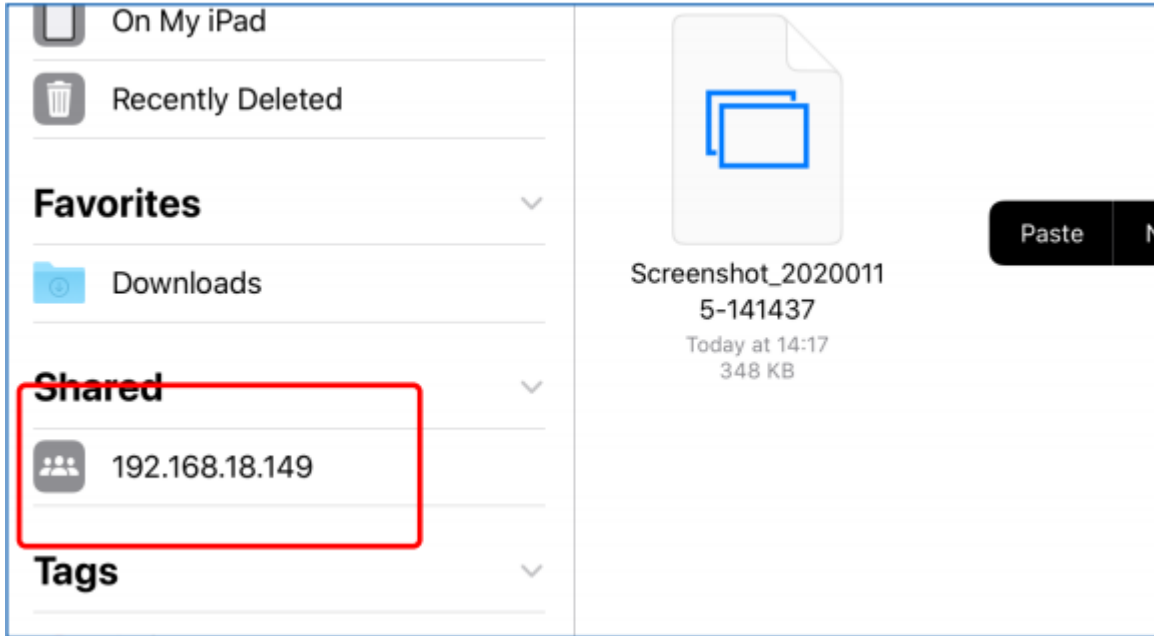 On My iPad
Recently Deleted
Favorites
Downloads
Shared
192.168.18.149
Tags
Screenshot_2020011
5-141437
Today at 14:17
348 KB
Paste